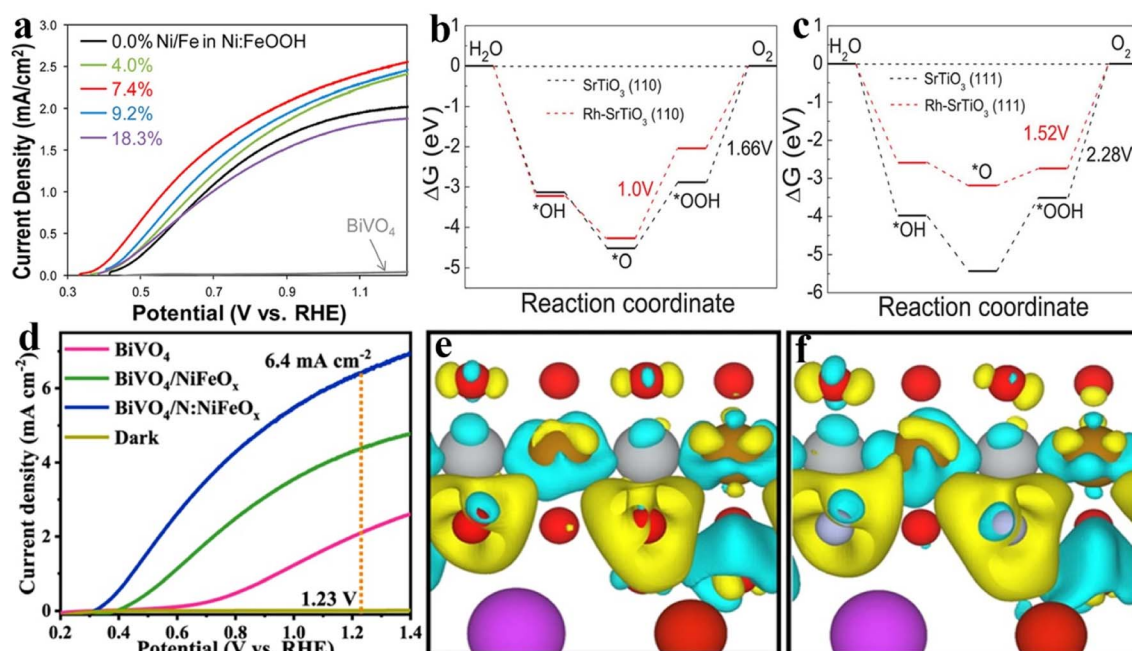 a
Current Density (mA/cm²)
3.0
2.5
2.0
1.5
1.0
0.5
0.0
0.0% Ni/Fe in Ni:FeOOH
4.0%
7.4%
9.2%
18.3%
BiVO₄
0.3 0.5 0.7 0.9 1.1
Potential (V vs. RHE)
b
ΔG (eV)
0
-1
-2
-3
-4
-5
H₂O
O₂
SrTiO₃ (110)
Rh-SrTiO₃ (110)
1.66V
1.0V
*OH
*OOH
*O
Reaction coordinate
c
ΔG (eV)
0
-1
-2
-3
-4
-5
-6
H₂O
O₂
SrTiO₃ (111)
Rh-SrTiO₃ (111)
1.52V
2.28V
*O
*OH
*OOH
Reaction coordinate
d
Current density (mA cm⁻²)
6
4
2
0
BiVO₄
BiVO₄/NiFeOₓ
BiVO₄/N:NiFeOₓ
Dark
6.4 mA cm⁻²
1.23 V
0.2 0.4 0.6 0.8 1.0 1.2 1.4
Potential (V vs. RHE)
e
f